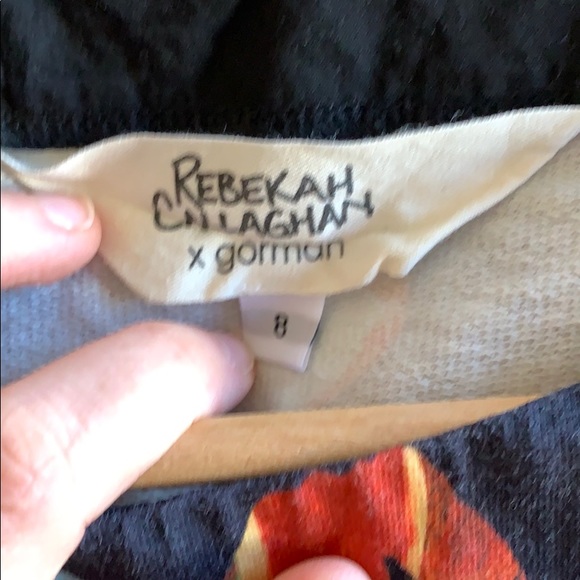 REBEKAH
CALLAGHAN
x gorman
8